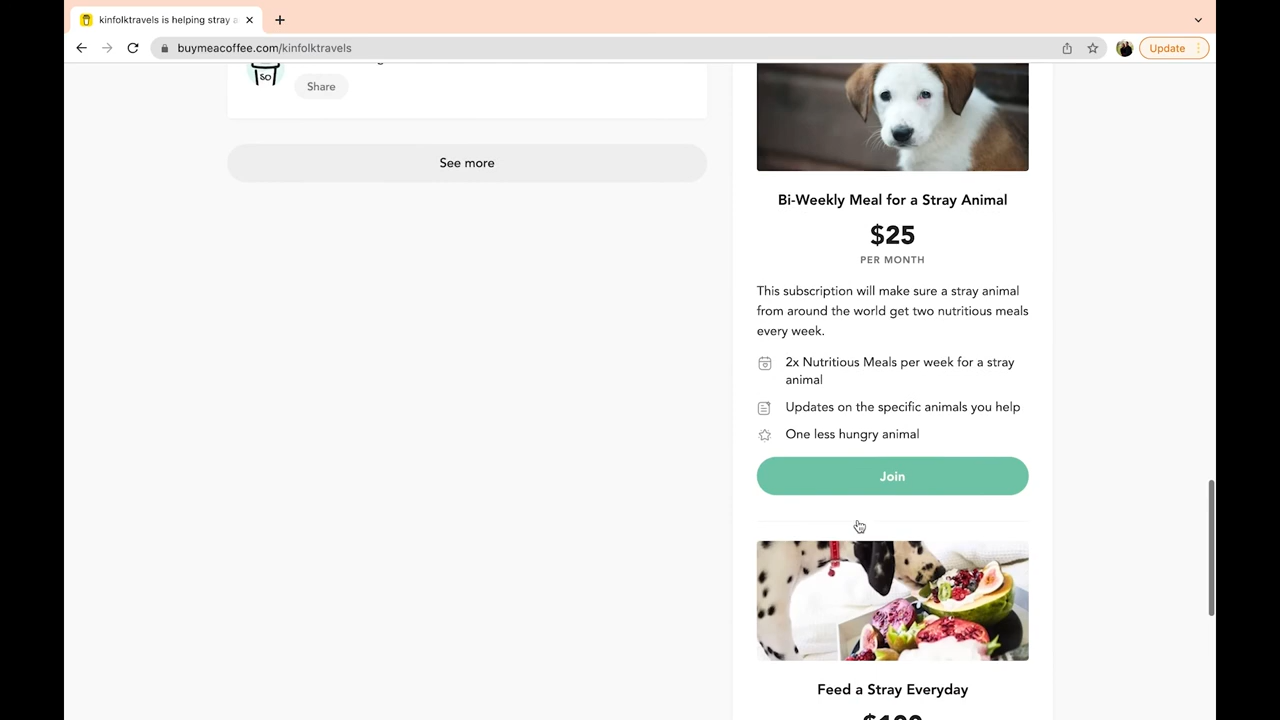 kinfolktravels is helping stray a
buymeacoffee.com/kinfolktravels
Update
so
Share
See more
Bi-Weekly Meal for a Stray Animal
$25
PER MONTH
This subscription will make sure a stray animal
from around the world get two nutritious meals
every week.
2x Nutritious Meals per week for a stray
animal
Updates on the specific animals you help
One less hungry animal
Join
Feed a Stray Everyday